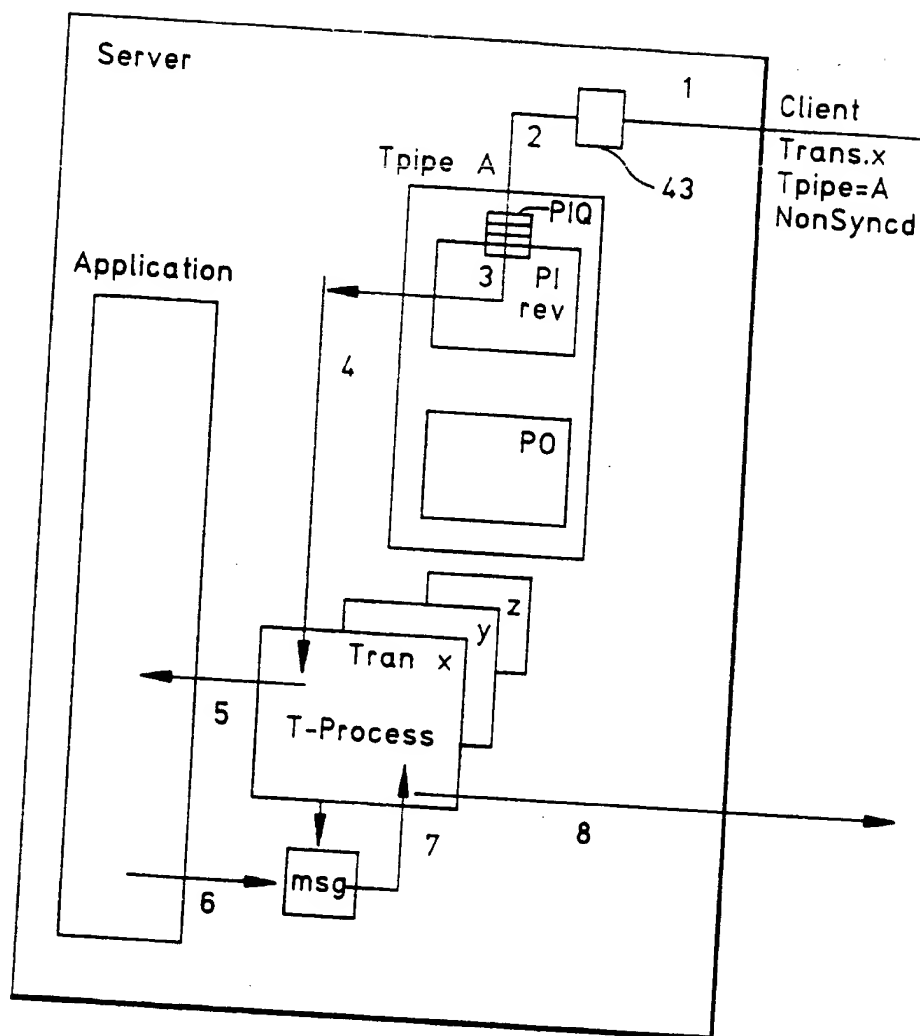 Server
1
Client
2
Trans.x
Tpipe=A
NonSyncd
43
Tpipe A
PIQ
Application
3
PI
rev
4
PO
z
y
Tran x
T-Process
5
7
8
msg
6